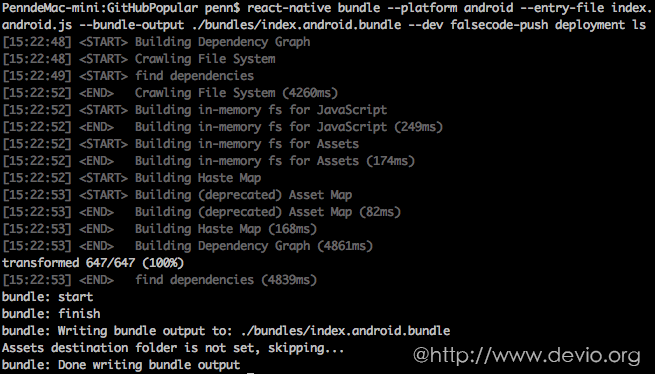 PenndeMac-mini:GitHubPopular penn$ react-native bundle --platform android --entry-file index.
android.js --bundle-output ./bundles/index.android.bundle --dev falsecode-push deployment ls
[15:22:48] <START> Building Dependency Graph
[15:22:48] <START> Crawling File System
[15:22:49] <START> find dependencies
[15:22:52] <END>   Crawling File System (4260ms)
[15:22:52] <START> Building in-memory fs for JavaScript
[15:22:52] <END>   Building in-memory fs for JavaScript (249ms)
[15:22:52] <START> Building in-memory fs for Assets
[15:22:52] <END>   Building in-memory fs for Assets (174ms)
[15:22:52] <START> Building Haste Map
[15:22:53] <START> Building (deprecated) Asset Map
[15:22:53] <END>   Building (deprecated) Asset Map (82ms)
[15:22:53] <END>   Building Haste Map (168ms)
[15:22:53] <END>   Building Dependency Graph (4861ms)
transformed 647/647 (100%)
[15:22:53] <END>   find dependencies (4839ms)
bundle: start
bundle: finish
bundle: Writing bundle output to: ./bundles/index.android.bundle
Assets destination folder is not set, skipping...
bundle: Done writing bundle output
@http://www.devio.org